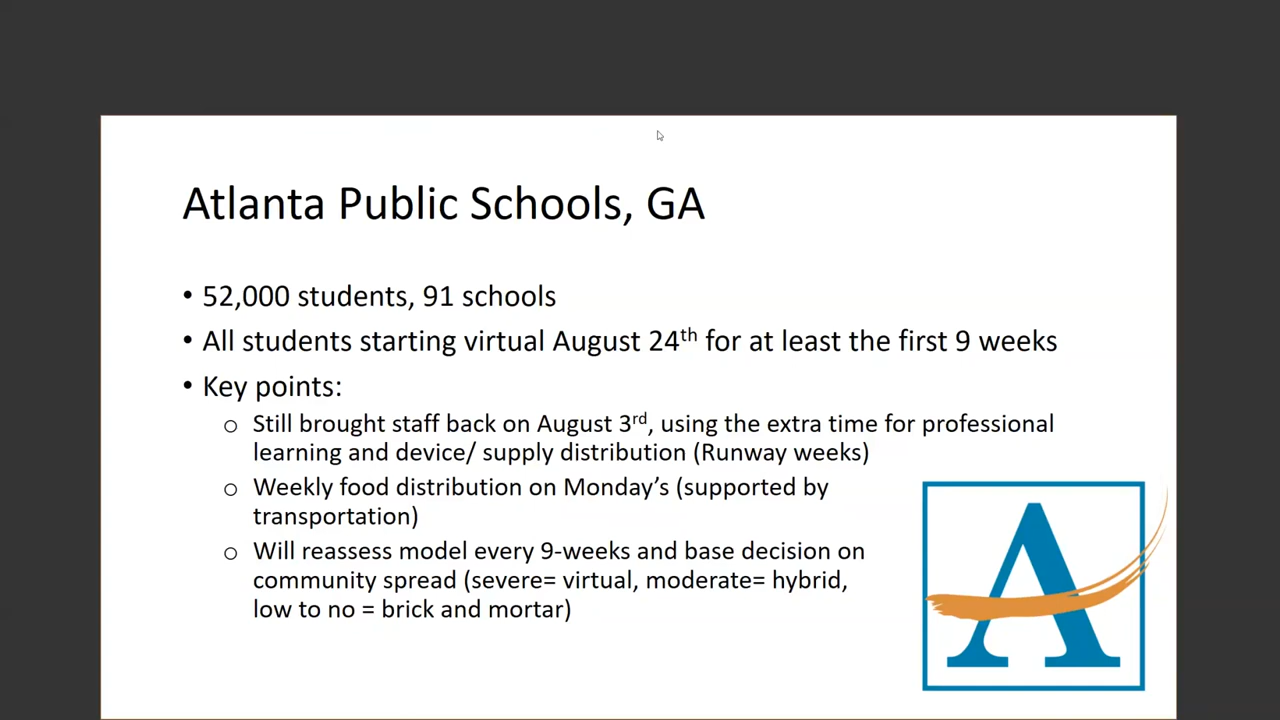 Atlanta Public Schools, GA
• 52,000 students, 91 schools
• All students starting virtual August 24th for at least the first 9 weeks
• Key points:
o Still brought staff back on August 3rd, using the extra time for professional
learning and device/ supply distribution (Runway weeks)
o Weekly food distribution on Monday’s (supported by
transportation)
o Will reassess model every 9-weeks and base decision on
community spread (severe= virtual, moderate= hybrid,
low to no = brick and mortar)
A